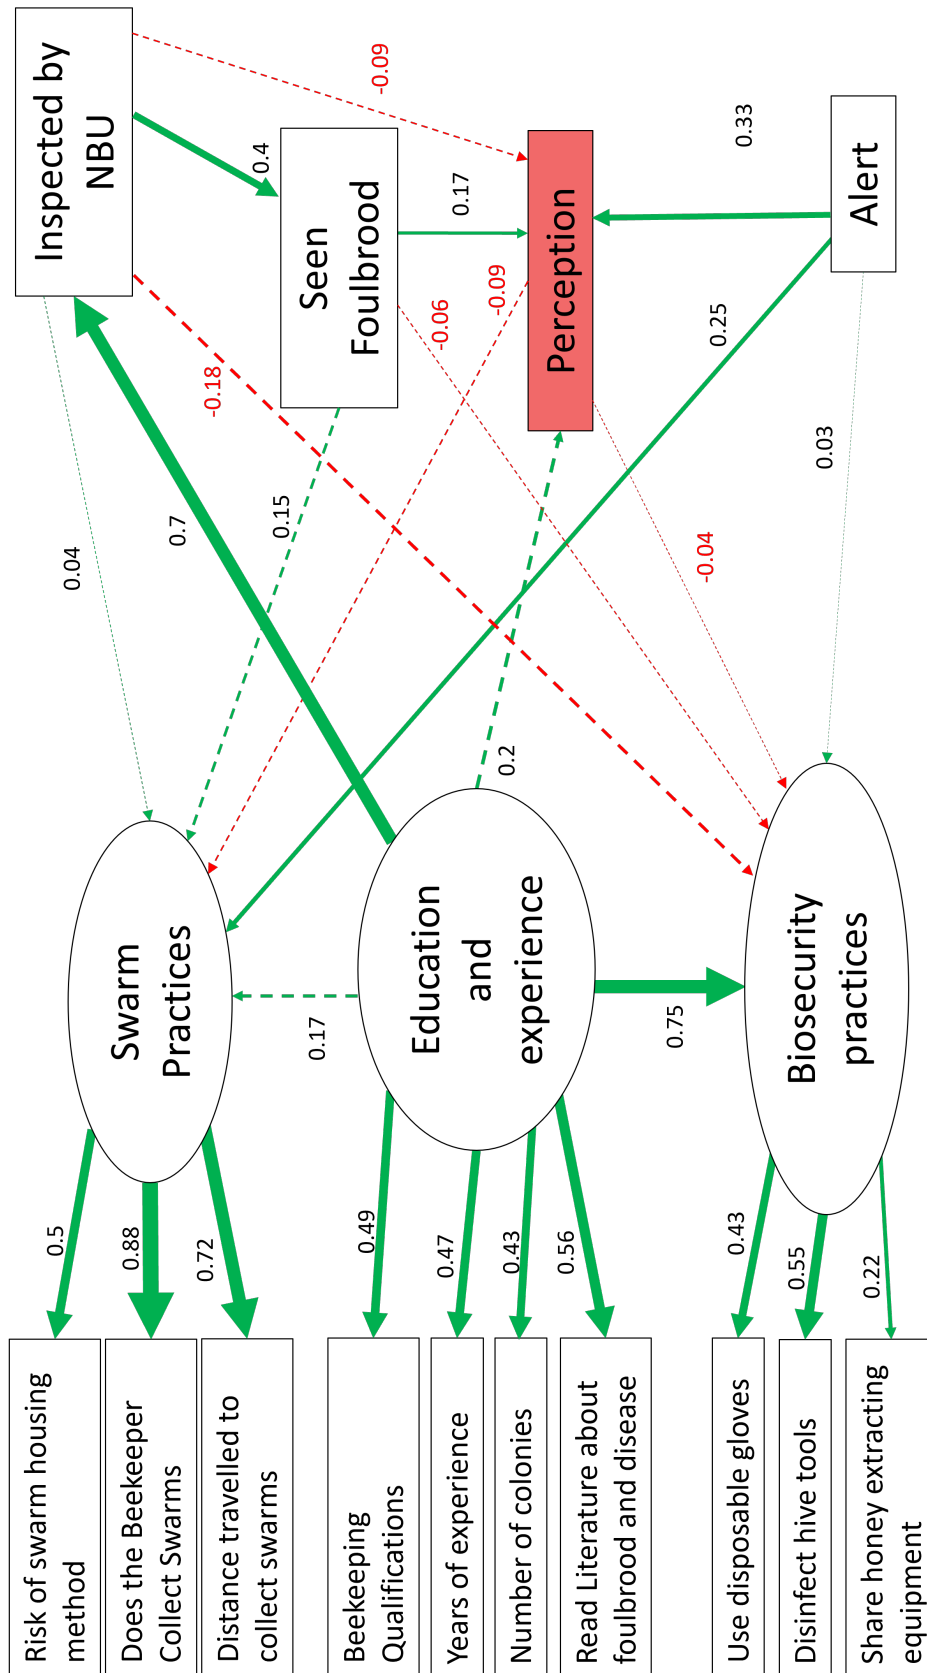 Risk of swarm housing
method
0.5
Does the Beekeeper
Collect Swarms
0.88
Distance travelled to
collect swarms
0.72
Swarm
Practices
0.04
0.15
-0.09
0.25
0.17
Beekeeping
Qualifications
0.49
Years of experience
0.47
Number of colonies
0.43
Read Literature about
foulbrood and disease
0.56
Education
and
experience
0.7
0.2
0.75
Use disposable gloves
0.43
Disinfect hive tools
0.55
Share honey extracting
equipment
0.22
Biosecurity
practices
-0.18
-0.06
-0.04
0.03
Inspected by
NBU
0.4
-0.09
Seen
Foulbrood
0.17
Perception
0.33
Alert